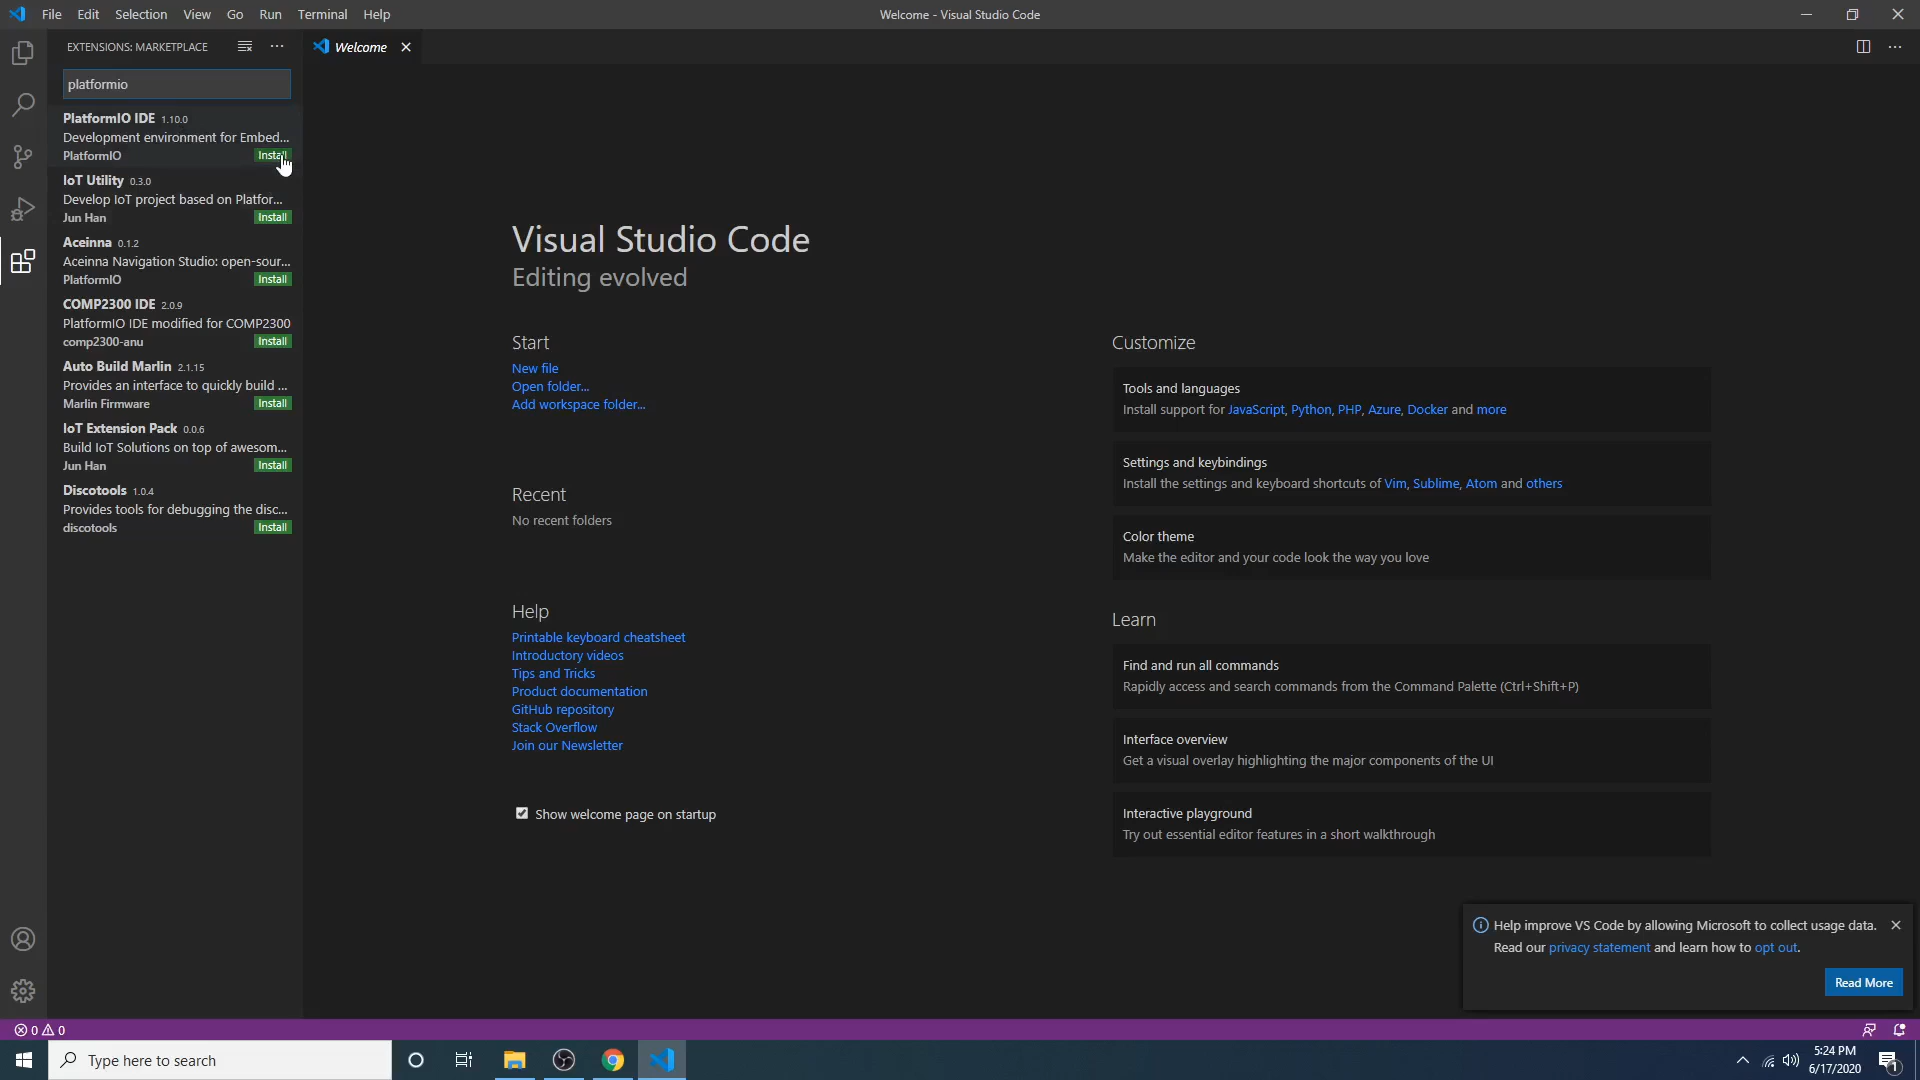 File Edit Selection View Go Run Terminal Help
Welcome - Visual Studio Code
EXTENSIONS: MARKETPLACE
Welcome
platformio
PlatformIO IDE 1.10.0
Development environment for Embed...
PlatformIO Install
IoT Utility 0.3.0
Develop IoT project based on Platfor...
Jun Han Install
Aceinna 0.1.2
Aceinna Navigation Studio: open-sour...
PlatformIO Install
COMP2300 IDE 2.0.9
PlatformIO IDE modified for COMP2300
comp2300-anu Install
Auto Build Marlin 2.1.15
Provides an interface to quickly build ...
Marlin Firmware Install
IoT Extension Pack 0.0.6
Build IoT Solutions on top of awesom...
Jun Han Install
Discotools 1.0.4
Provides tools for debugging the disc...
discotools Install
Visual Studio Code
Editing evolved
Start
New file
Open folder...
Add workspace folder...
Recent
No recent folders
Help
Printable keyboard cheatsheet
Introductory videos
Tips and Tricks
Product documentation
GitHub repository
Stack Overflow
Join our Newsletter
Show welcome page on startup
Customize
Tools and languages
Install support for JavaScript, Python, PHP, Azure, Docker and more
Settings and keybindings
Install the settings and keyboard shortcuts of Vim, Sublime, Atom and others
Color theme
Make the editor and your code look the way you love
Learn
Find and run all commands
Rapidly access and search commands from the Command Palette (Ctrl+Shift+P)
Interface overview
Get a visual overlay highlighting the major components of the UI
Interactive playground
Try out essential editor features in a short walkthrough
Help improve VS Code by allowing Microsoft to collect usage data.
Read our privacy statement and learn how to opt out.
Read More
0 0
Type here to search
5:24 PM
6/17/2020
1